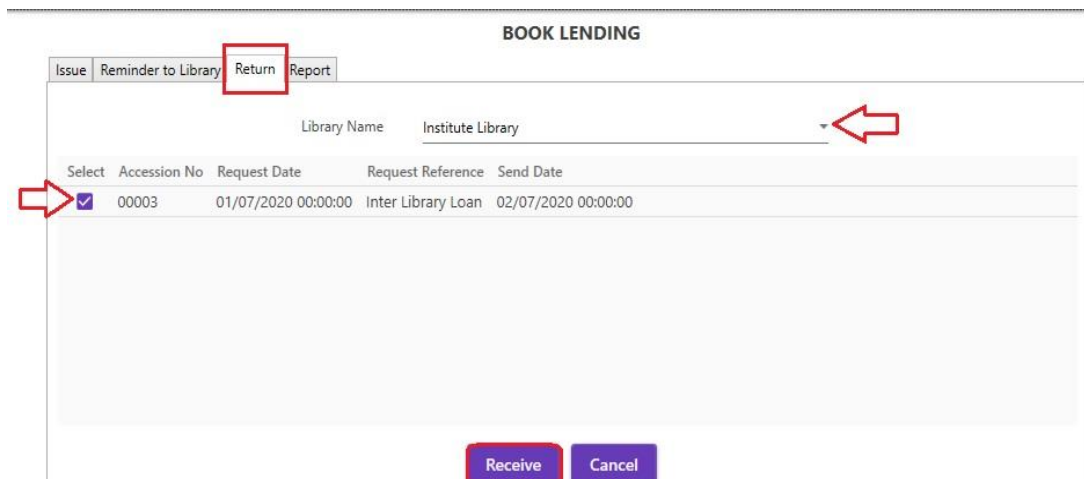 BOOK LENDING
Issue Reminder to Library Return Report
Library Name Institute Library
Select Accession No Request Date Request Reference Send Date
00003 01/07/2020 00:00:00 Inter Library Loan 02/07/2020 00:00:00
Receive Cancel